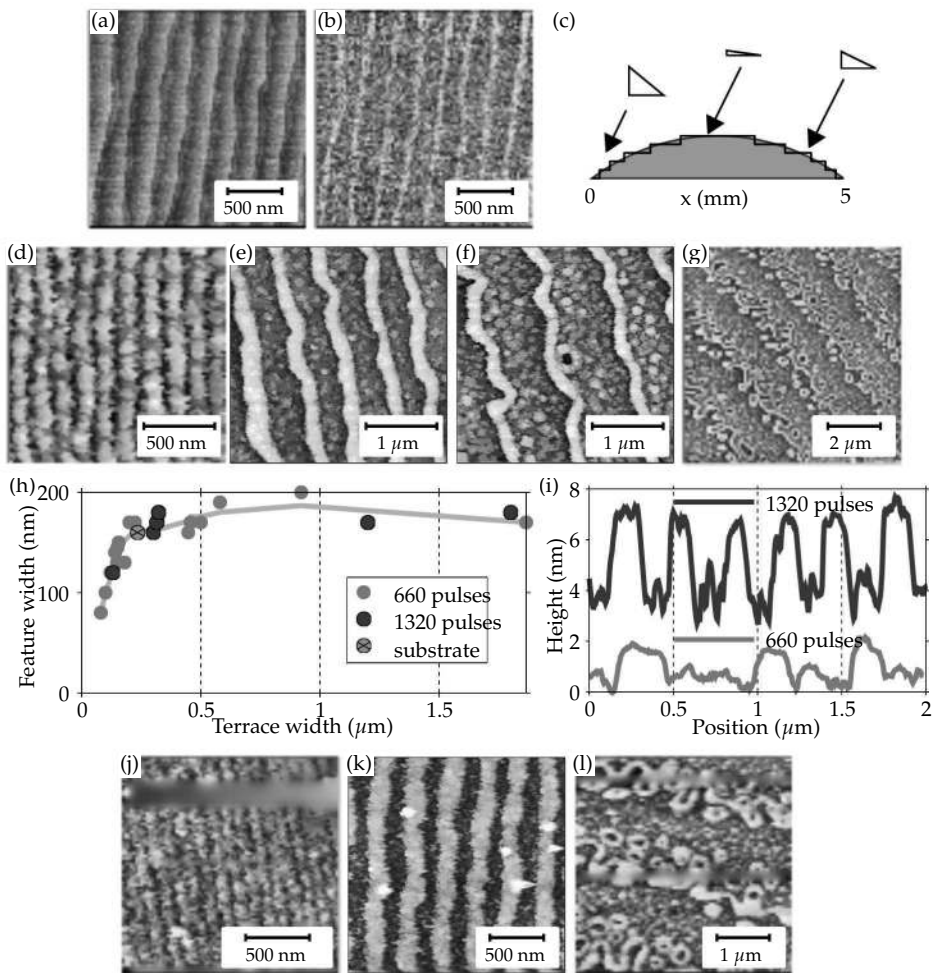 (a)
500 nm
(b)
500 nm
(c)
0
x (mm)
5
(d)
500 nm
(e)
1 µm
(f)
1 µm
(g)
2 µm
(h)
200
100
0
Feature width (nm)
660 pulses
1320 pulses
substrate
0
0.5
1
1.5
Terrace width (µm)
(i)
8
6
4
2
0
Height (nm)
1320 pulses
660 pulses
0
0.5
1
1.5
2
Position (µm)
(j)
500 nm
(k)
500 nm
(l)
1 µm